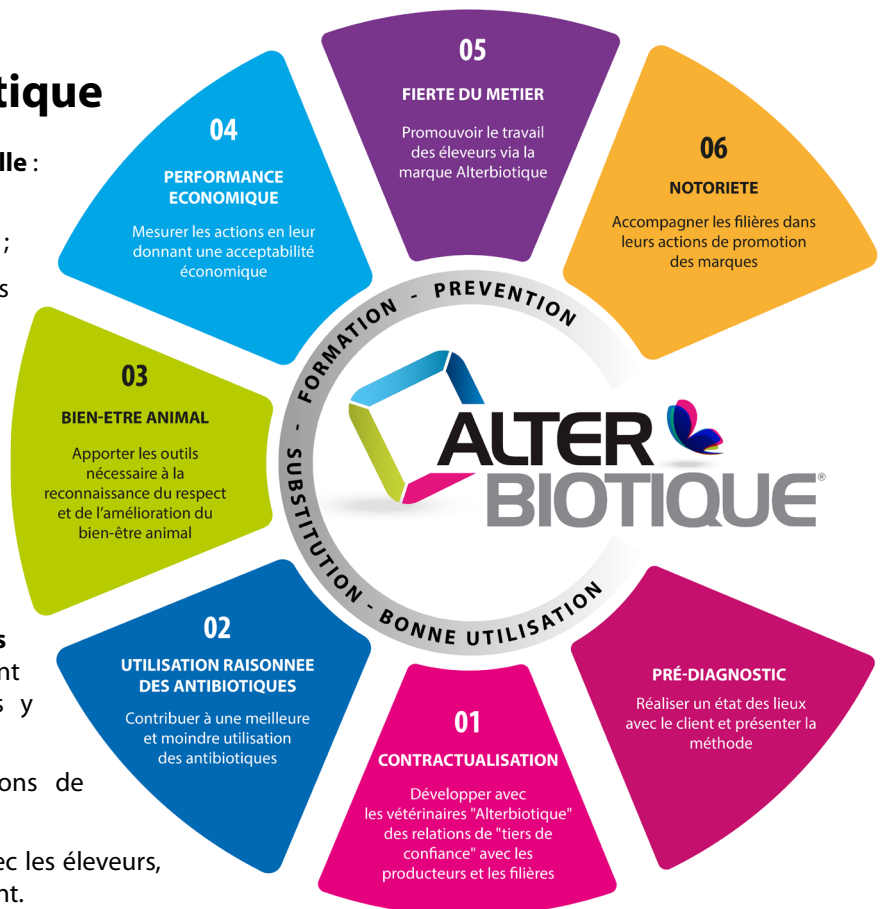 tique
lle :
;
s
s
nt
s y
ons de
ec les éleveurs,
nt.
PRÉ-DIAGNOSTIC
Réaliser un état des lieux
avec le client et présenter la
méthode
01
CONTRACTUALISATION
Développer avec
les vétérinaires "Alterbiotique"
des relations de "tiers de
confiance" avec les
producteurs et les filières
02
UTILISATION RAISONNEE
DES ANTIBIOTIQUES
Contribuer à une meilleure
et moindre utilisation
des antibiotiques
03
BIEN-ETRE ANIMAL
Apporter les outils
nécessaire à la
reconnaissance du respect
et de l'amélioration du
bien-être animal
04
PERFORMANCE
ECONOMIQUE
Mesurer les actions en leur
donnant une acceptabilité
économique
05
FIERTE DU METIER
Promouvoir le travail
des éleveurs via la
marque Alterbiotique
06
NOTORIETE
Accompagner les filières dans
leurs actions de promotion
des marques
SUBSTITUTION - FORMATION - PREVENTION
- BONNE UTILISATION
ALTER
BIOTIQUE®